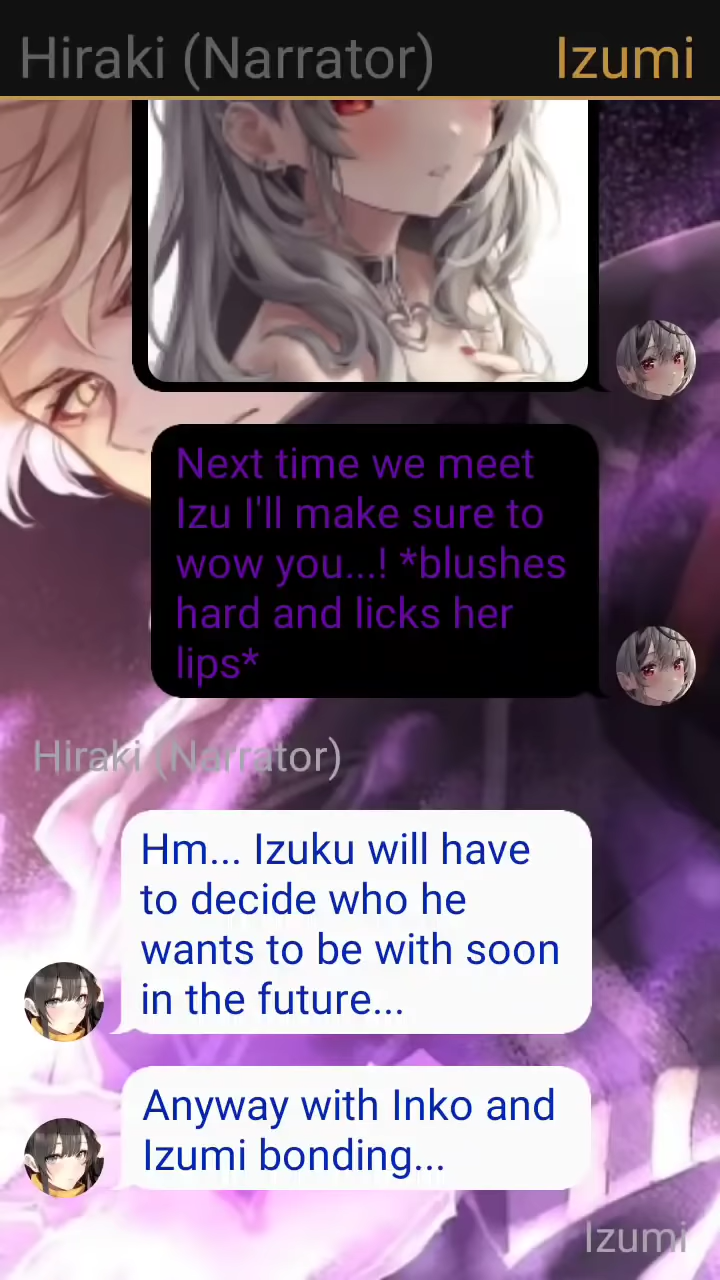 Hiraki (Narrator) Izumi
Next time we meet
Izu I'll make sure to
wow you...! *blushes
hard and licks her
lips*
Hiraki (Narrator)
Hm... Izuku will have
to decide who he
wants to be with soon
in the future...
Anyway with Inko and
Izumi bonding...
Izumi